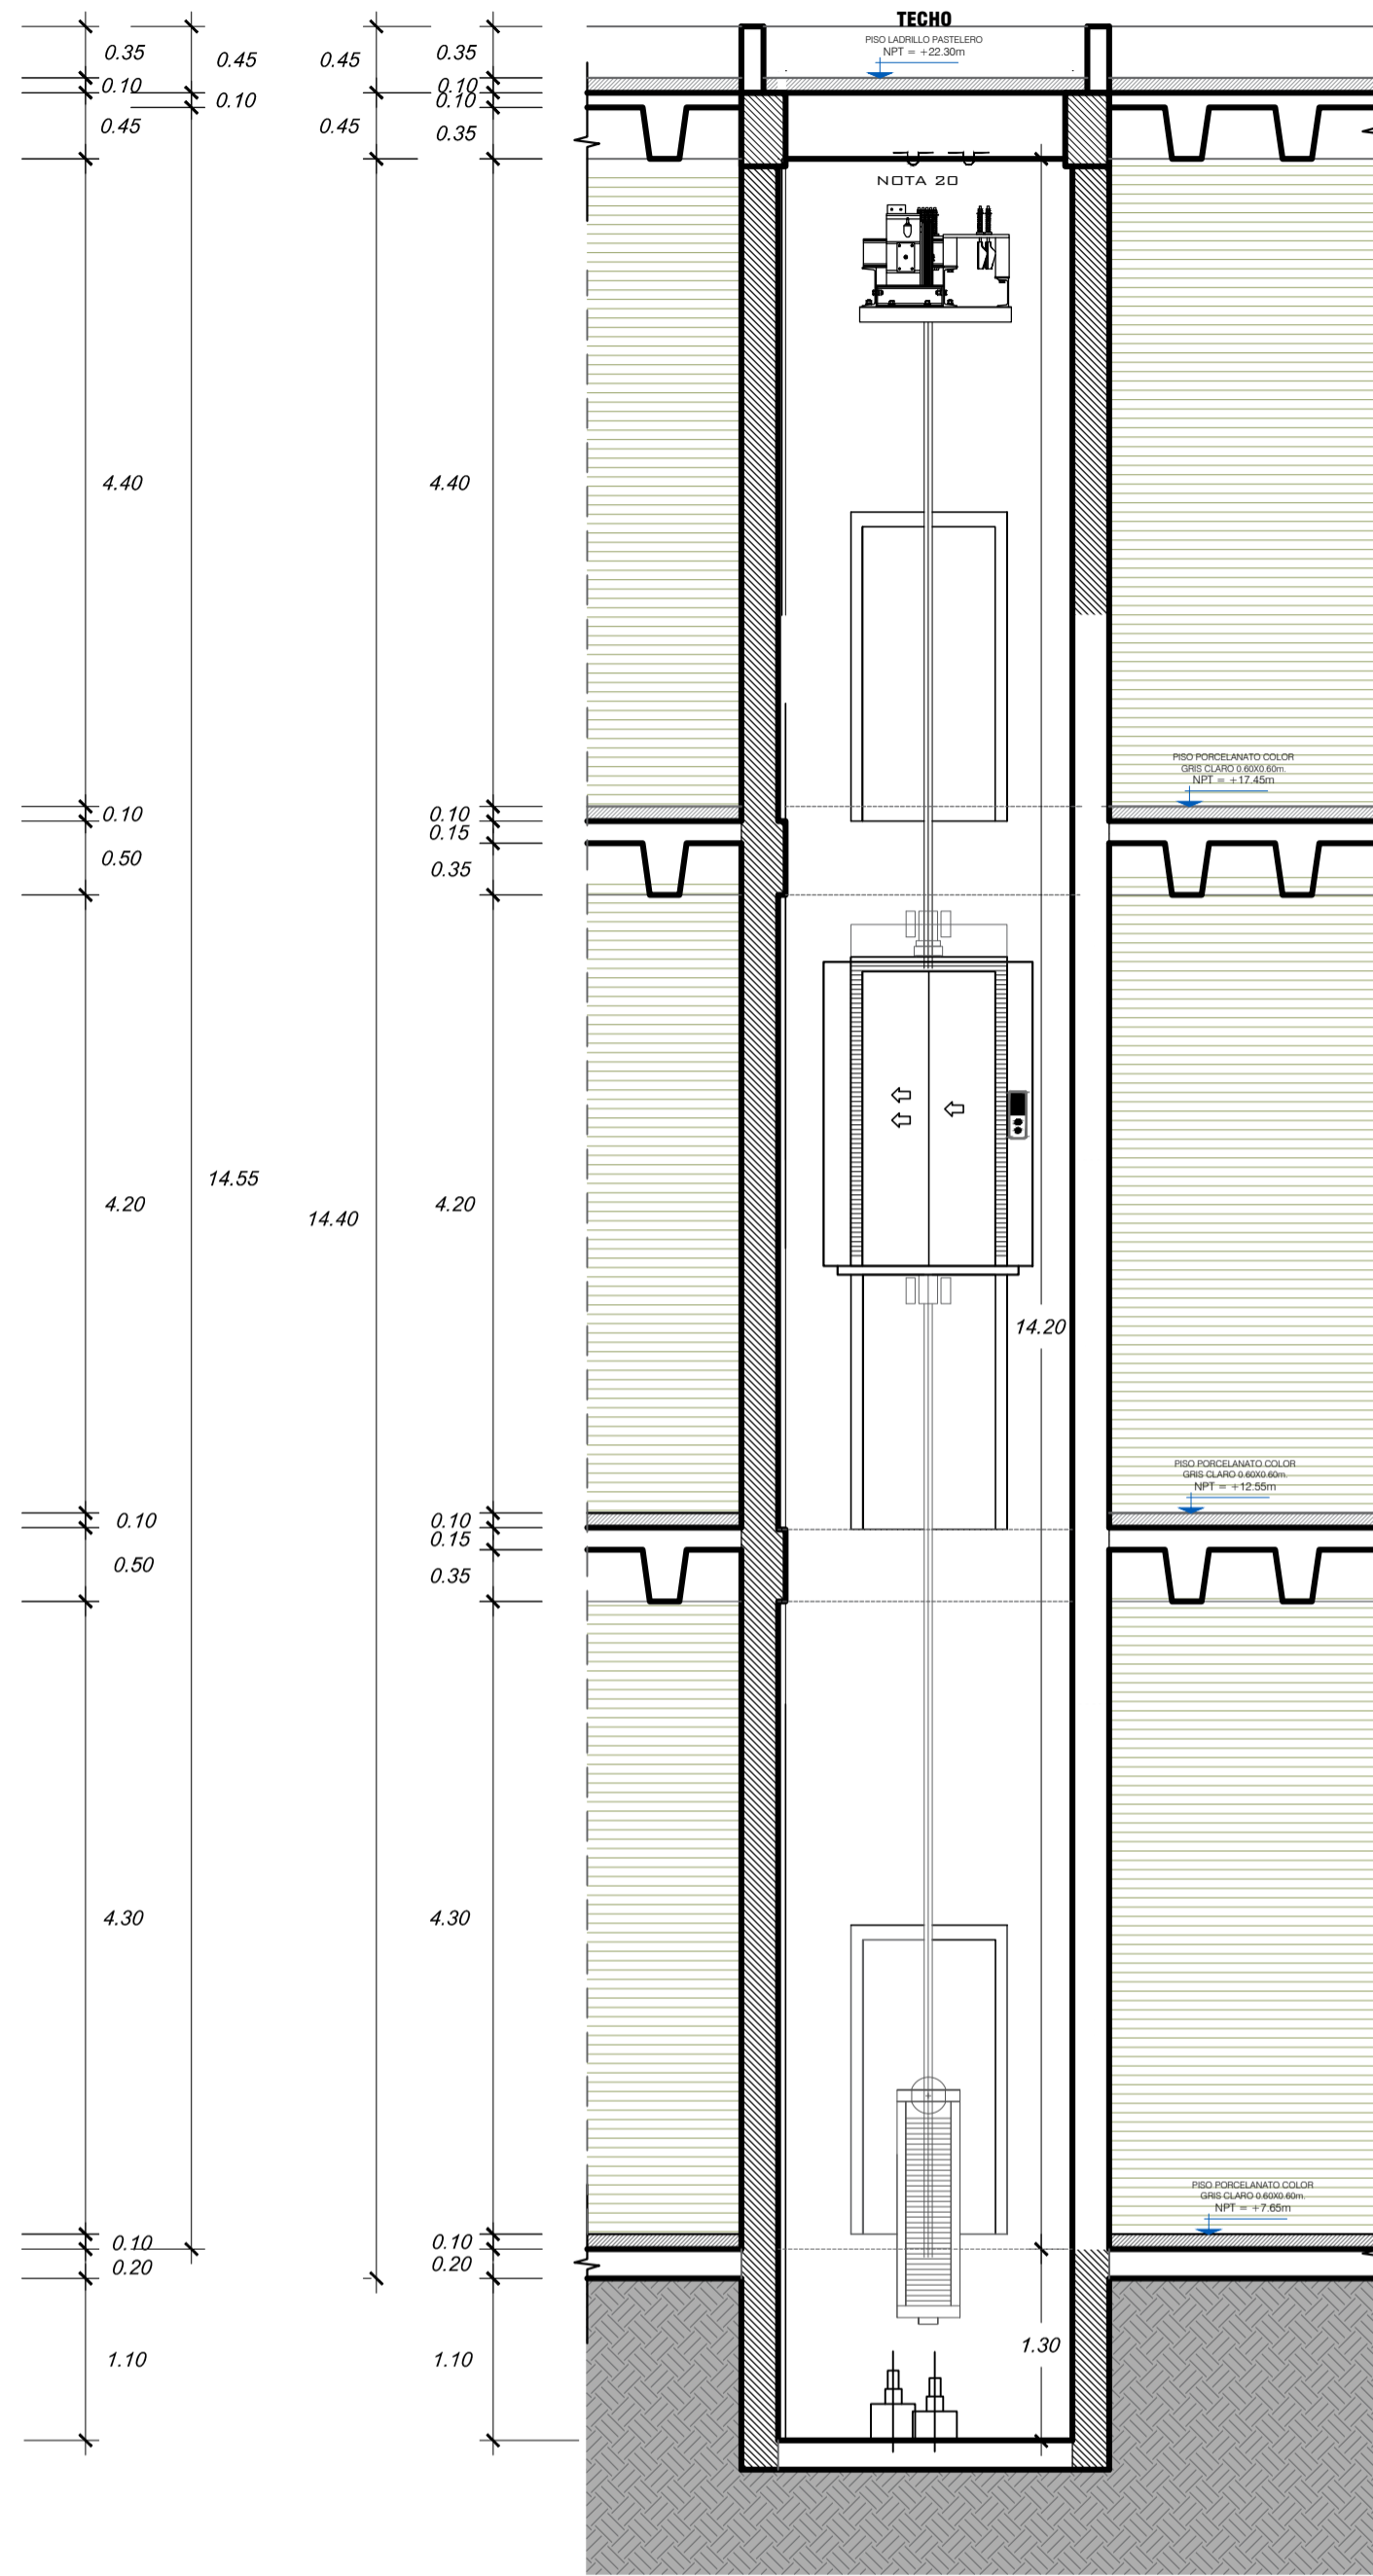 TECHO
PISO LADRILLO PASTELERO
NPT = +22.30m
0.35
0.45
0.45
0.35
0.10
0.10
0.10
0.10
0.45
0.45
0.35
NOTA 20
4.40
4.40
PISO PORCELANATO COLOR
GRIS CLARO 0.60X0.60m.
NPT = +17.45m
0.10
0.10
0.15
0.50
0.35
14.55
4.20
4.20
14.40
14.20
PISO PORCELANATO COLOR
GRIS CLARO 0.60X0.60m.
NPT = +12.55m
0.10
0.10
0.15
0.50
0.35
4.30
4.30
PISO PORCELANATO COLOR
GRIS CLARO 0.60X0.60m.
NPT = +7.65m
0.10
0.10
0.20
0.20
1.30
1.10
1.10